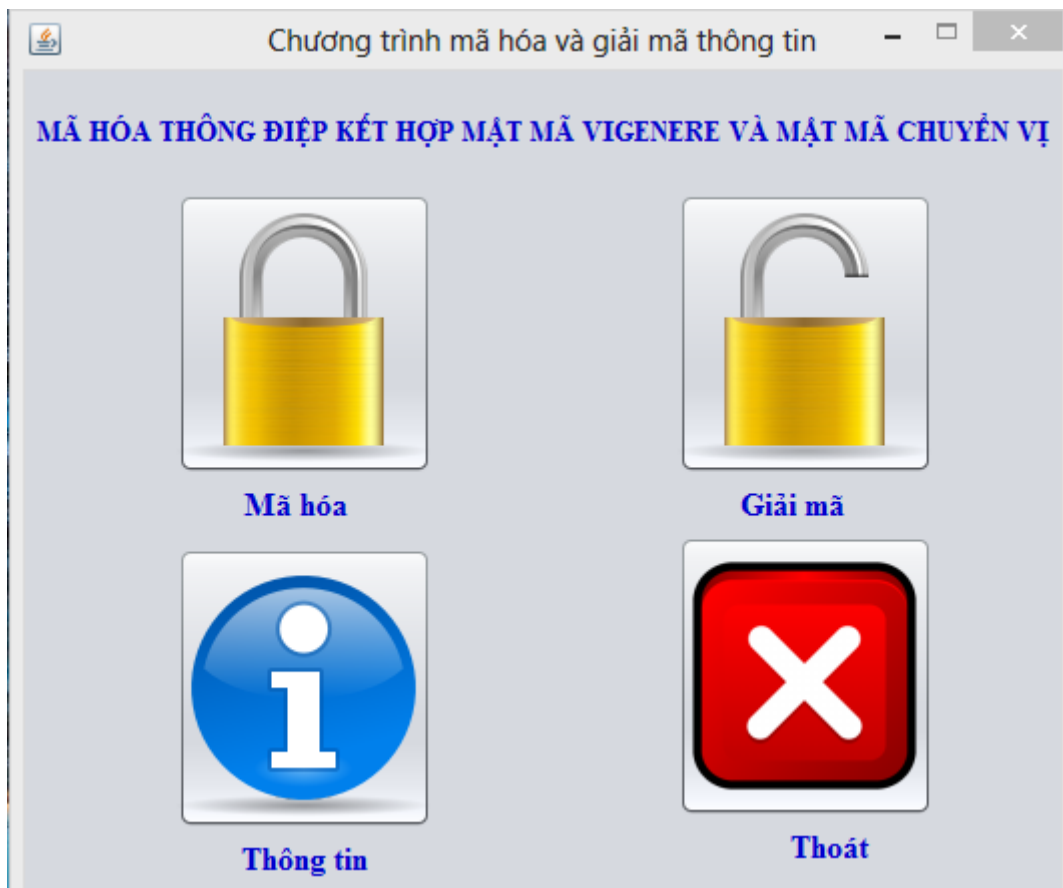 Chương trình mã hóa và giải mã thông tin
MÃ HÓA THÔNG ĐIỆP KẾT HỢP MẬT MÃ VIGENERE VÀ MẬT MÃ CHUYỂN VỊ
Mã hóa
Giải mã
Thông tin
Thoát